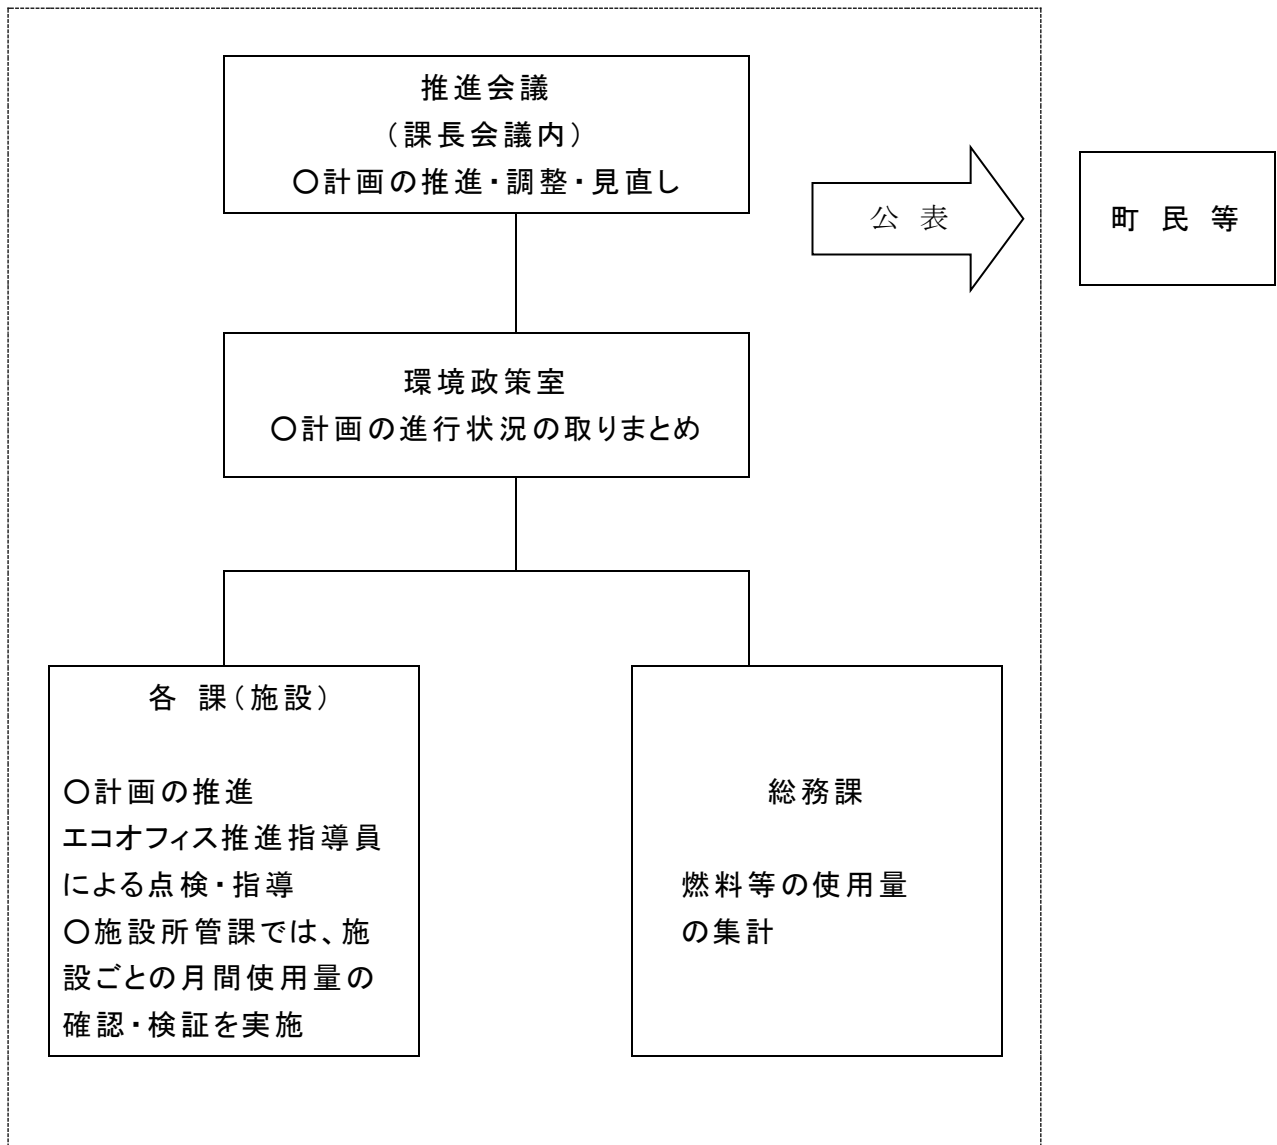 推進会議
（課長会議内）
〇計画の推進・調整・見直し
公 表
町 民 等
環境政策室
〇計画の進行状況の取りまとめ
各 課（施設）
〇計画の推進
エコオフィス推進指導員
による点検・指導
〇施設所管課では、施
設ごとの月間使用量の
確認・検証を実施
総務課
燃料等の使用量
の集計